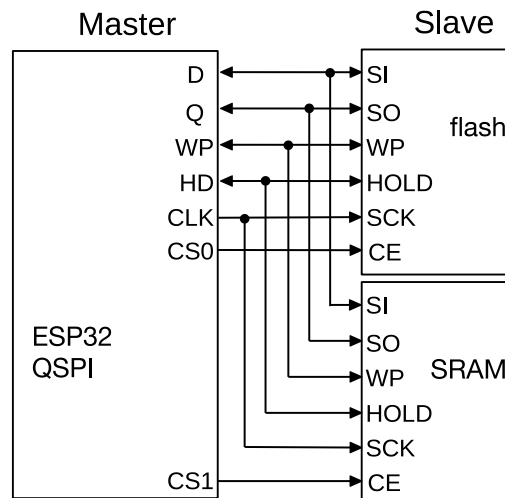 Master
Slave
D
Q
WP
HD
CLK
CS0
ESP32
QSPI
CS1
SI
SO
WP
HOLD
SCK
CE
flash
SI
SO
WP
HOLD
SCK
CE
SRAM